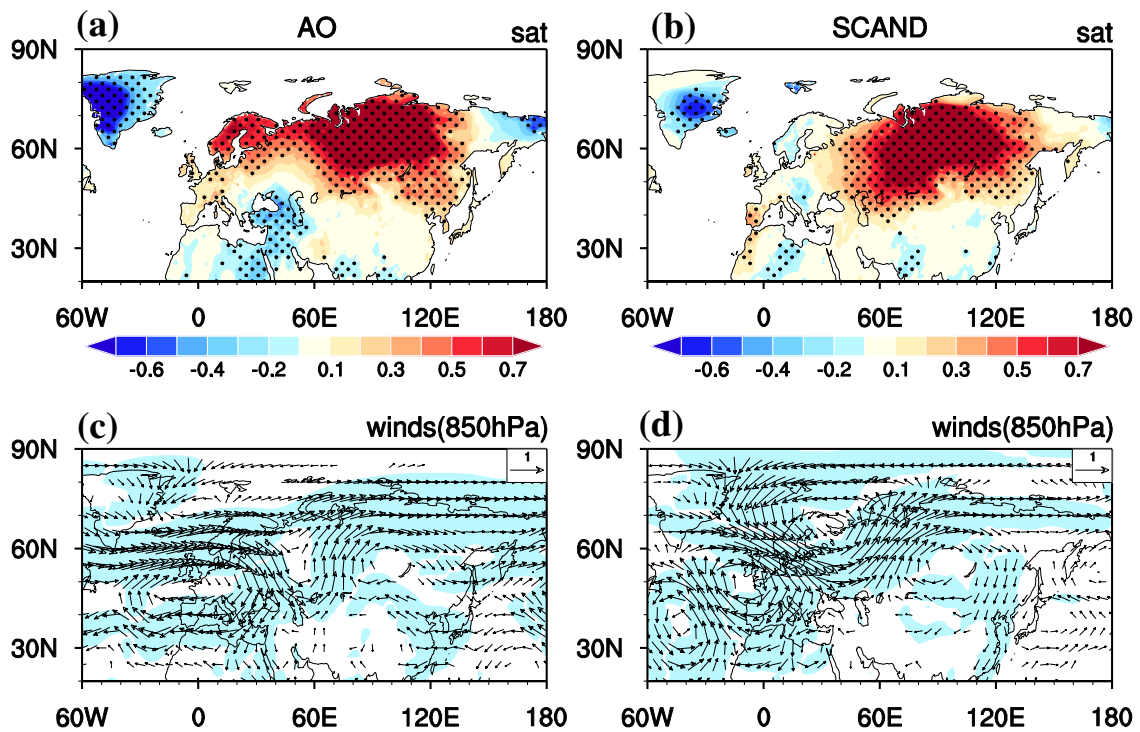 (a) AO sat
(b) SCAND sat
90N
60N
30N
60W 0 60E 120E 180
90N
60N
30N
60W 0 60E 120E 180
-0.6 -0.4 -0.2 0.1 0.3 0.5 0.7
-0.6 -0.4 -0.2 0.1 0.3 0.5 0.7
(c) winds(850hPa)
(d) winds(850hPa)
90N
1
60N
30N
60W 0 60E 120E 180
90N
1
60N
30N
60W 0 60E 120E 180